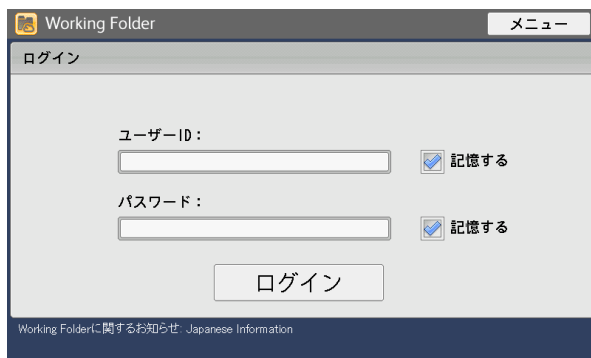 Working Folder
メニュー
ログイン
ユーザーID：
記憶する
パスワード：
記憶する
ログイン
Working Folderに関するお知らせ: Japanese Information